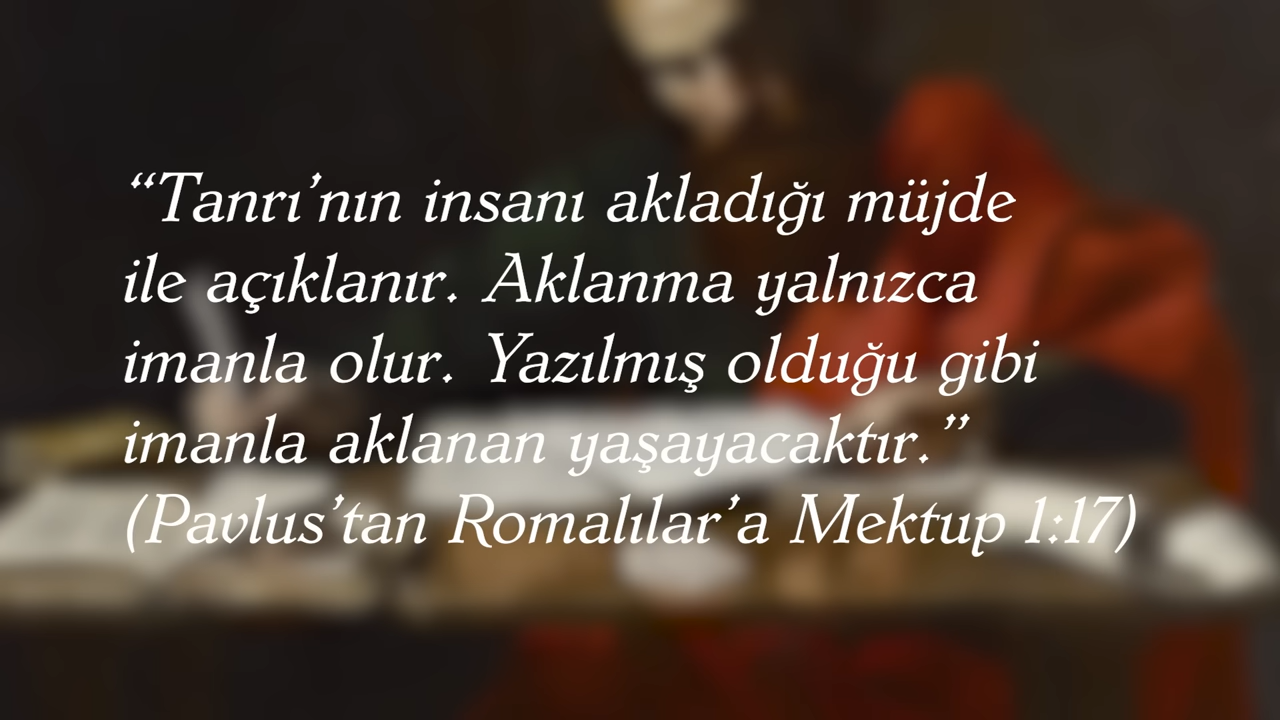 “Tanrı’nın insanı akladığı müjde
ile açıklanır. Aklanma yalnızca
imanla olur. Yazılmış olduğu gibi
imanla aklanan yaşayacaktır.”
(Pavlus’tan Romalılar’a Mektup 1:17)